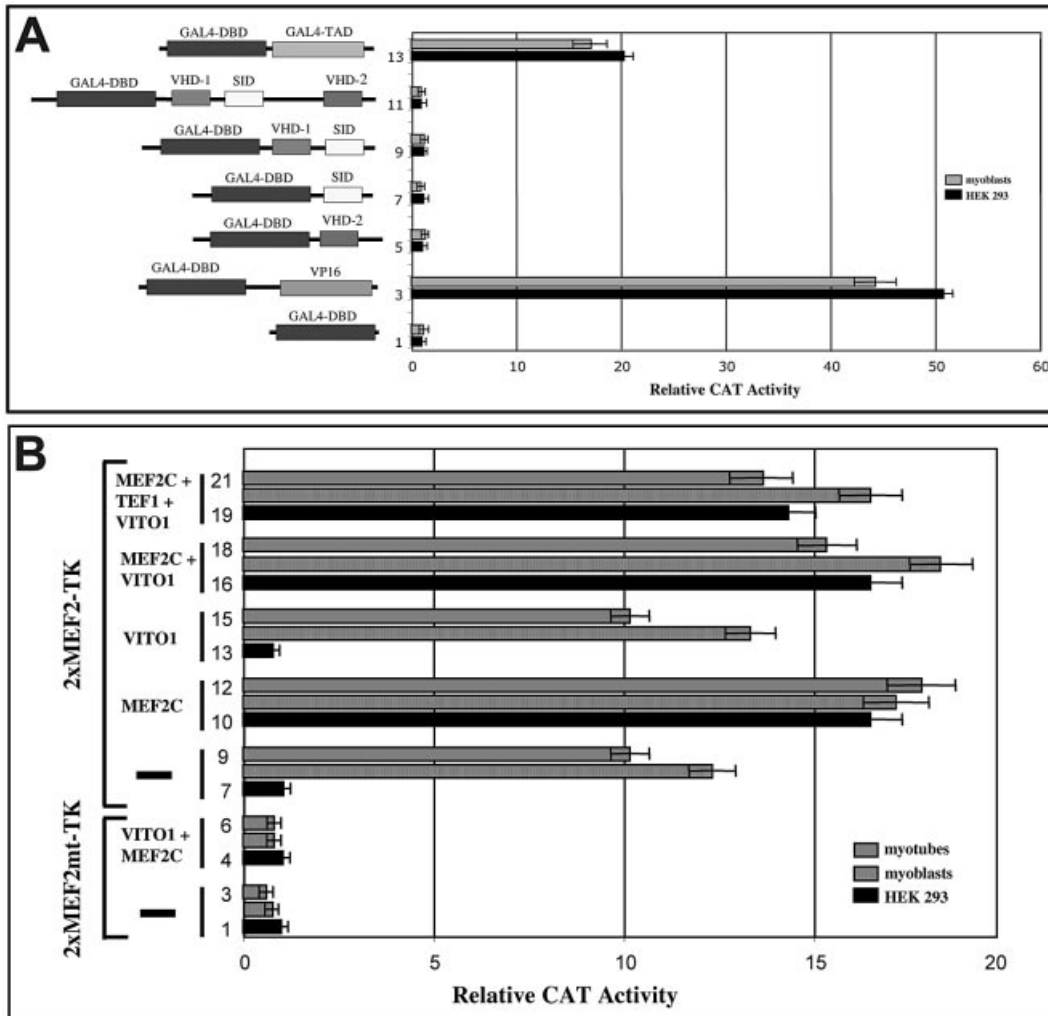 A
GAL4-DBD GAL4-TAD
13
GAL4-DBD VHD-1 SID VHD-2
11
GAL4-DBD VHD-1 SID
9
GAL4-DBD SID
7
GAL4-DBD VHD-2
5
GAL4-DBD VP16
3
GAL4-DBD
1
myoblasts
HEK 293
0 10 20 30 40 50 60
Relative CAT Activity
B
2xMEF2-TK
MEF2C +
TEF1 +
VITO1
21
19
MEF2C +
VITO1
18
16
VITO1
15
13
MEF2C
12
10
9
7
2xMEF2mt-TK
VITO1 +
MEF2C
6
4
3
1
myotubes
myoblasts
HEK 293
0 5 10 15 20
Relative CAT Activity